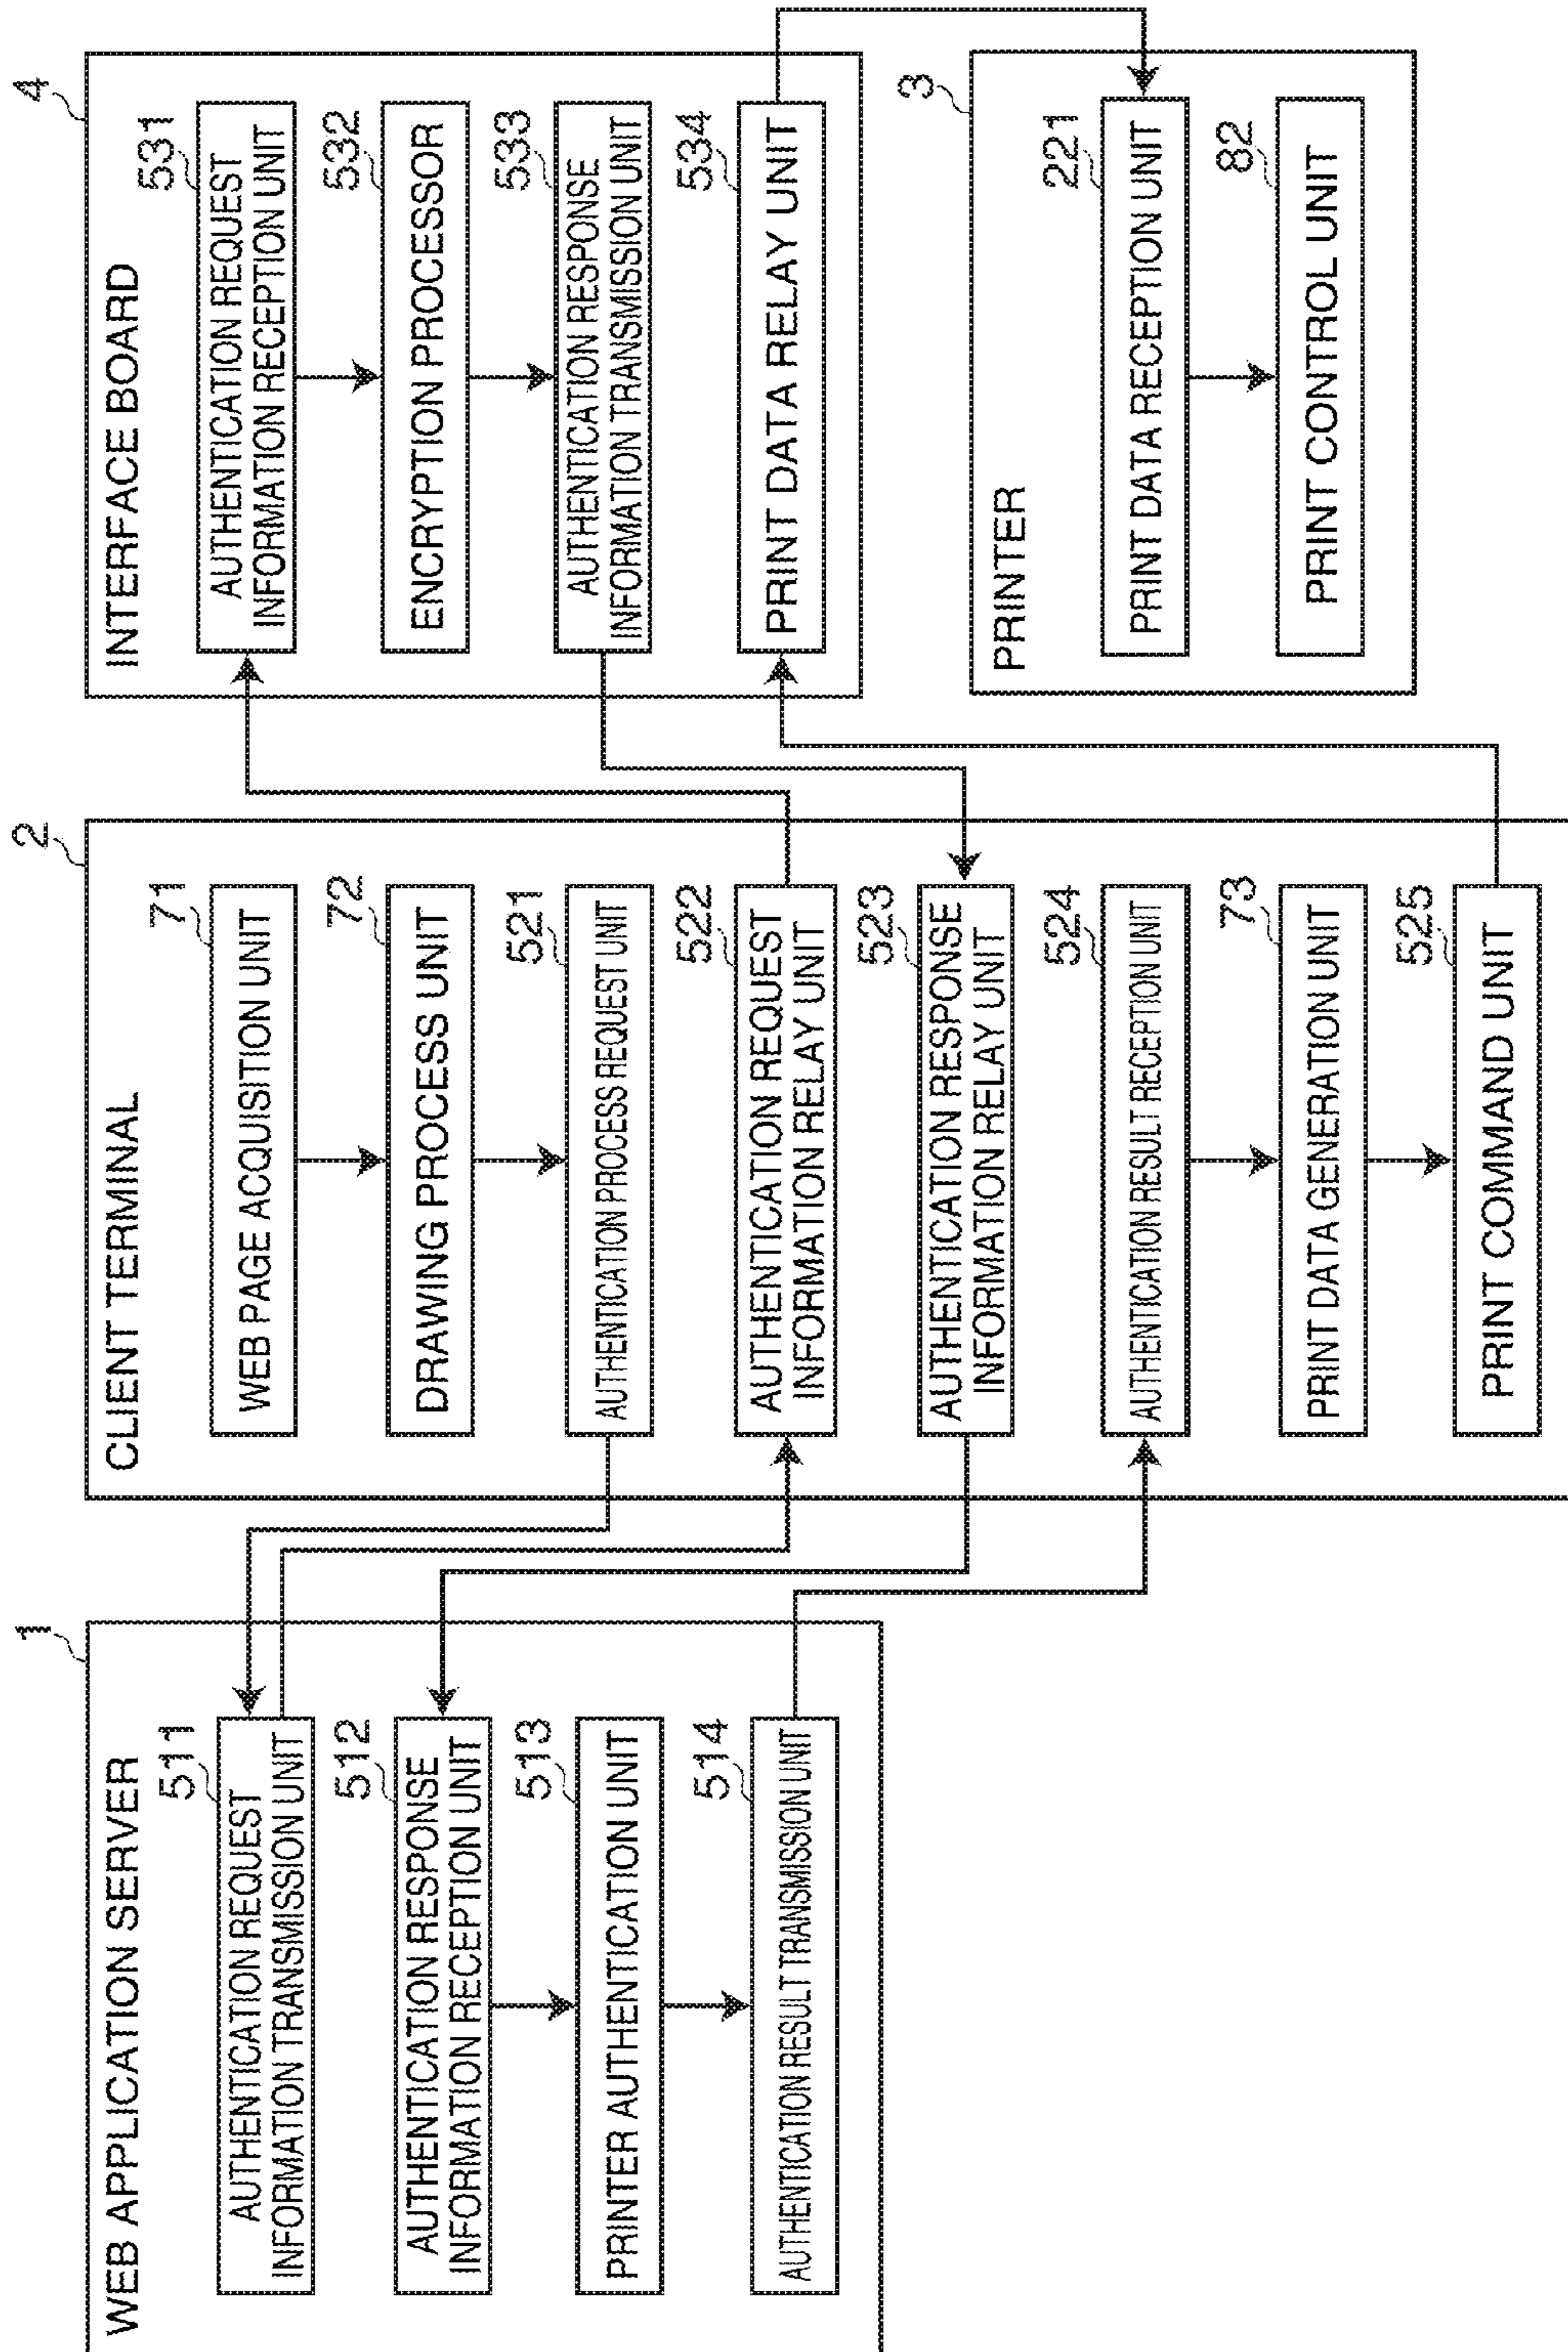 1
WEB APPLICATION SERVER
511
AUTHENTICATION REQUEST
INFORMATION TRANSMISSION UNIT
512
AUTHENTICATION RESPONSE
INFORMATION RECEPTION UNIT
513
PRINTER AUTHENTICATION UNIT
514
AUTHENTICATION RESULT TRANSMISSION UNIT
2
CLIENT TERMINAL
71
WEB PAGE ACQUISITION UNIT
72
DRAWING PROCESS UNIT
521
AUTHENTICATION PROCESS REQUEST UNIT
522
AUTHENTICATION REQUEST
INFORMATION RELAY UNIT
523
AUTHENTICATION RESPONSE
INFORMATION RELAY UNIT
524
AUTHENTICATION RESULT RECEPTION UNIT
73
PRINT DATA GENERATION UNIT
525
PRINT COMMAND UNIT
4
INTERFACE BOARD
531
AUTHENTICATION REQUEST
INFORMATION RECEPTION UNIT
532
ENCRYPTION PROCESSOR
533
AUTHENTICATION RESPONSE
INFORMATION TRANSMISSION UNIT
534
PRINT DATA RELAY UNIT
3
PRINTER
221
PRINT DATA RECEPTION UNIT
82
PRINT CONTROL UNIT